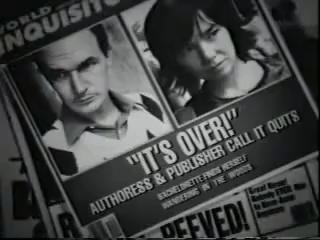 WORLD
INQUISITO
"IT'S OVER!"
AUTHORESS & PUBLISHER CALL IT QUITS
BACHELORETTE FINDS HERSELF
WANDERING IN THE WOODS
PEEVED!